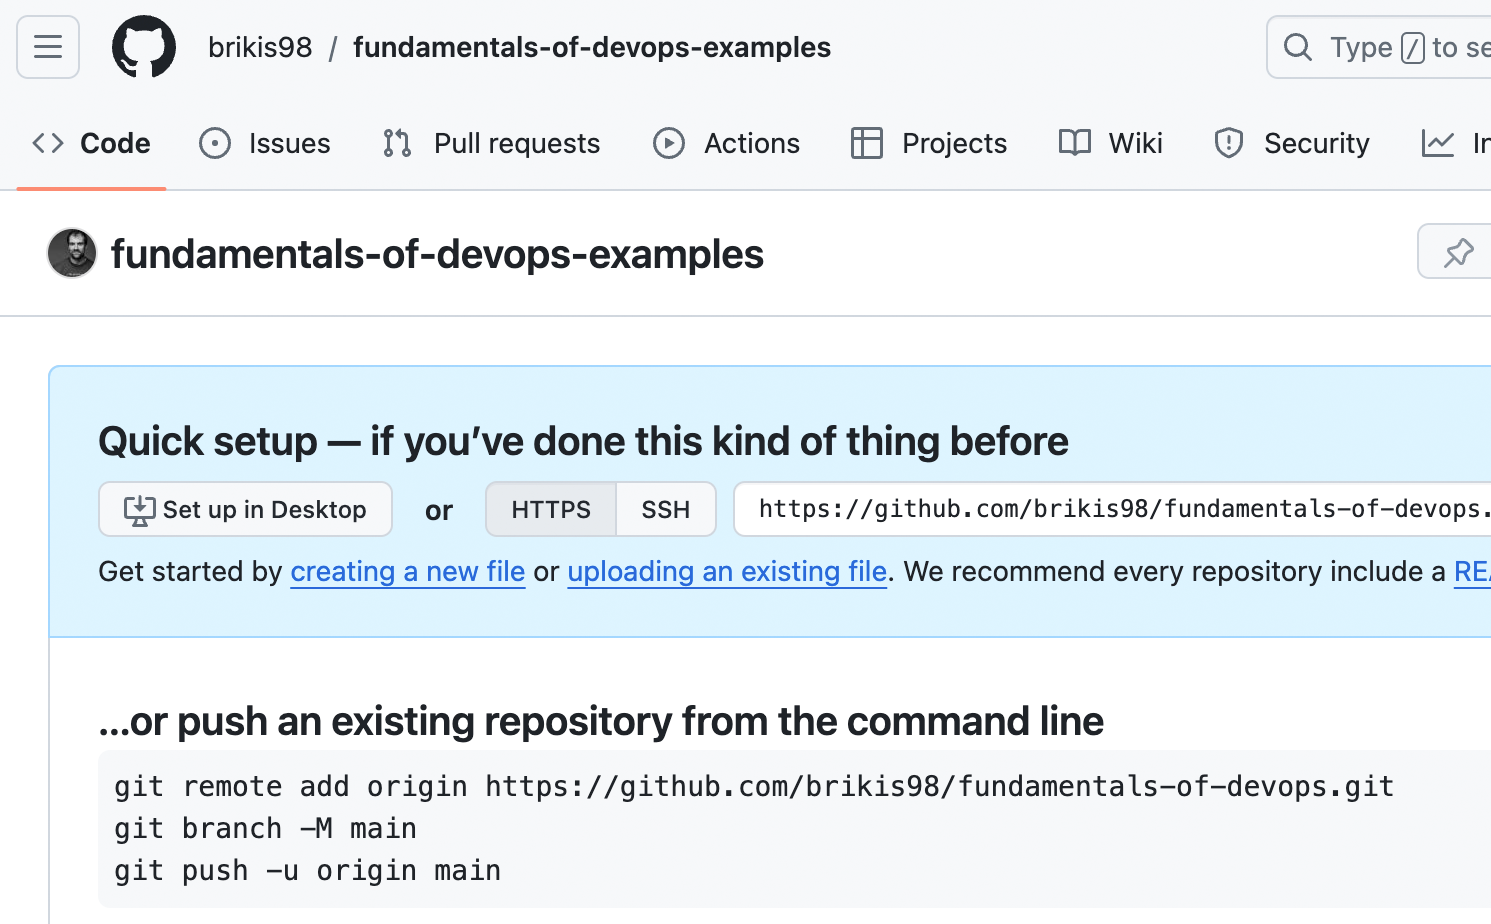 brikis98 / fundamentals-of-devops-examples
Type / to se
Code Issues Pull requests Actions Projects Wiki Security In
fundamentals-of-devops-examples
Quick setup — if you’ve done this kind of thing before
Set up in Desktop or HTTPS SSH https://github.com/brikis98/fundamentals-of-devops.
Get started by creating a new file or uploading an existing file. We recommend every repository include a REA
...or push an existing repository from the command line
git remote add origin https://github.com/brikis98/fundamentals-of-devops.git
git branch -M main
git push -u origin main